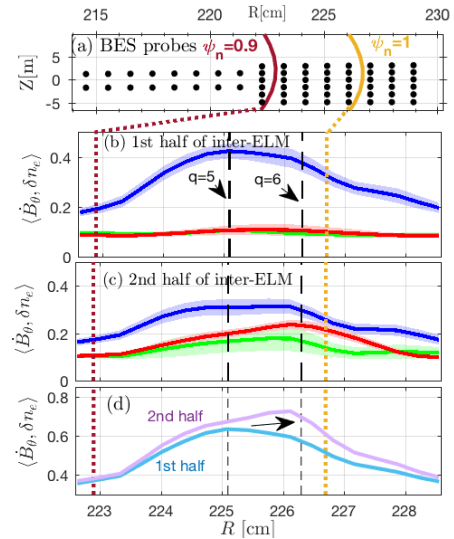 R[cm]
215 220 225 230
(a) BES probes ψn=0.9 ψn=1
Z[m]
10
5
0
-5
(b) 1st half of inter-ELM
⟨Ḃθ, δne⟩
0.4
0.2
0
q=5
q=6
(c) 2nd half of inter-ELM
⟨Ḃθ, δne⟩
0.4
0.2
0
(d)
⟨Ḃθ, δne⟩
0.8
0.6
0.4
2nd half
1st half
223 224 225 226 227 228
R [cm]